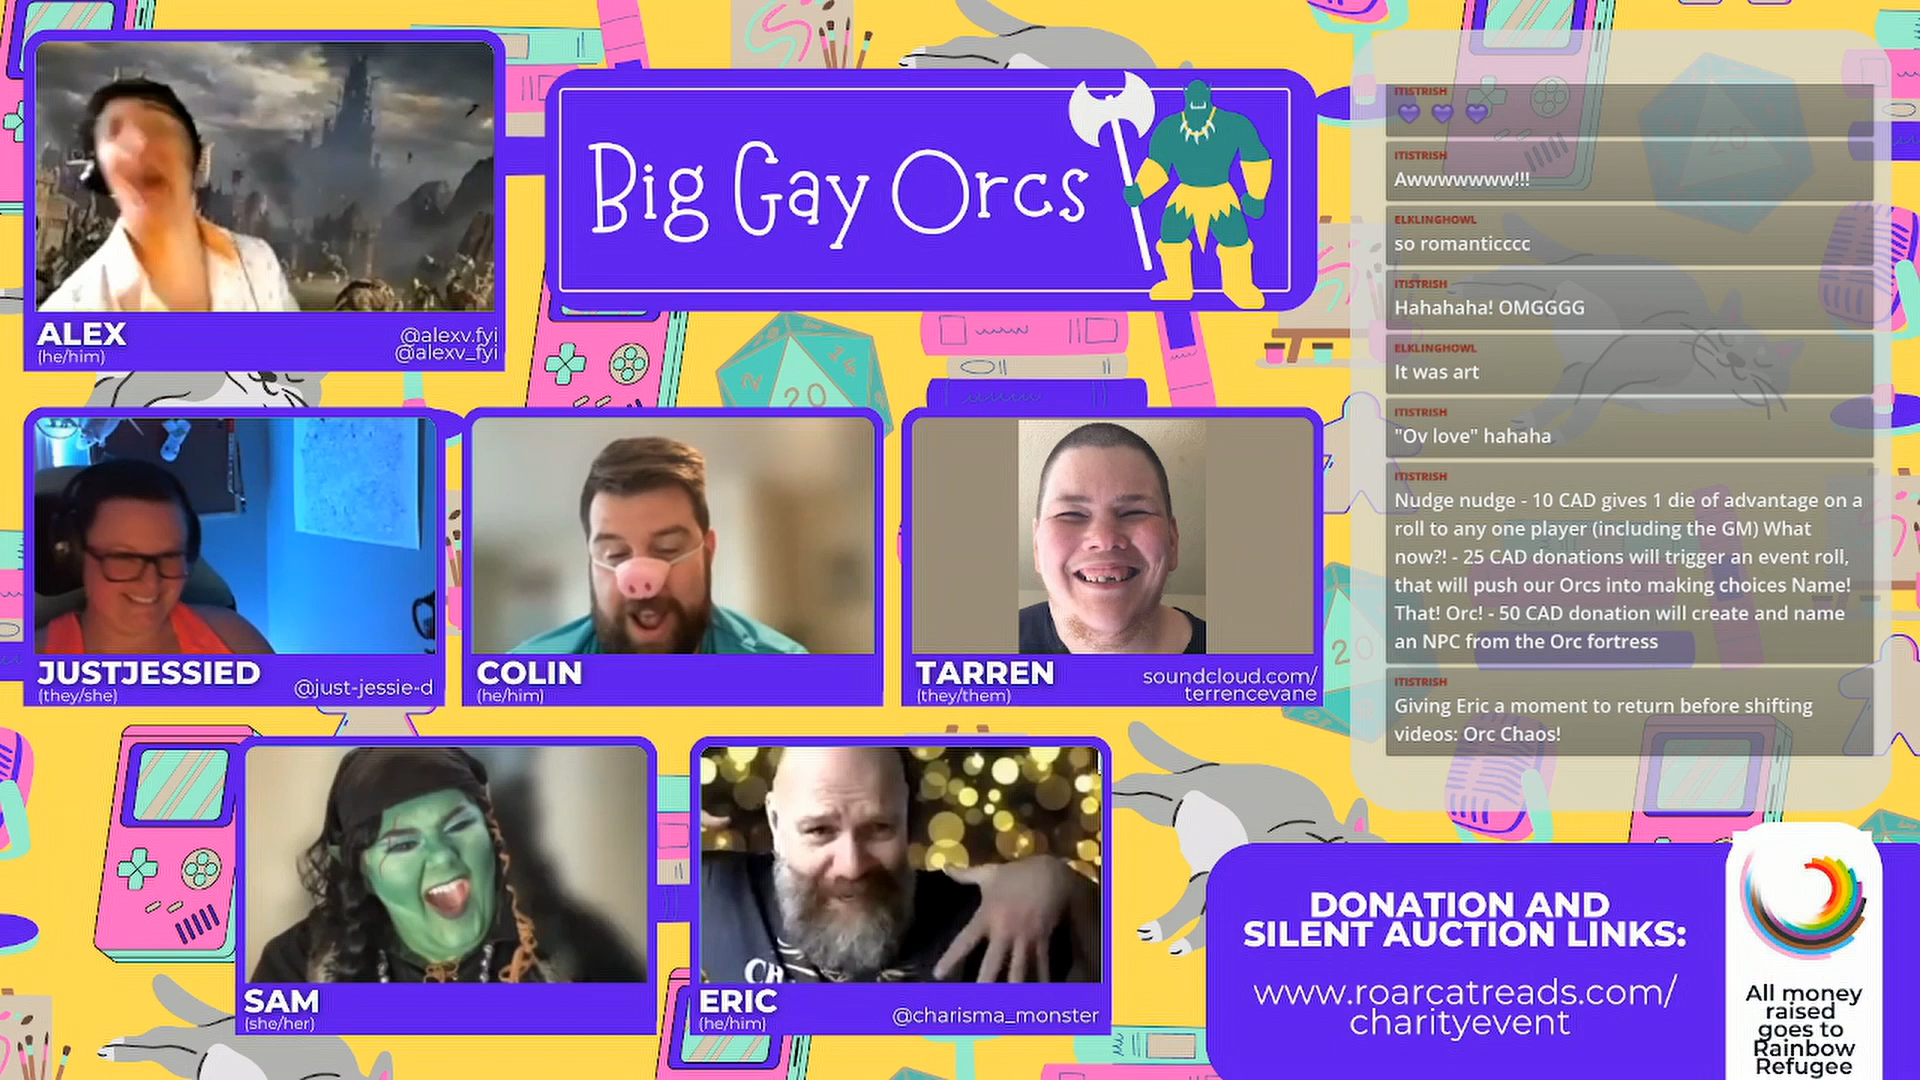 Big Gay Orcs
ALEX
(he/him)
@alexv.fyi
@alexv_fyi
JUSTJESSIED
(they/she)
@just-jessie-d
COLIN
(he/him)
TARREN
(they/them)
soundcloud.com/
terrencevane
SAM
(she/her)
ERIC
(he/him)
@charisma_monster
CH
ITISTRISH
ITISTRISH
Awwwwwww!!!
ELKLINGHOWL
so romanticccc
ITISTRISH
Hahahaha! OMGGGG
ELKLINGHOWL
It was art
ITISTRISH
"Ov love" hahaha
ITISTRISH
Nudge nudge - 10 CAD gives 1 die of advantage on a
roll to any one player (including the GM) What
now?! - 25 CAD donations will trigger an event roll,
that will push our Orcs into making choices Name!
That! Orc! - 50 CAD donation will create and name
an NPC from the Orc fortress
ITISTRISH
Giving Eric a moment to return before shifting
videos: Orc Chaos!
DONATION AND
SILENT AUCTION LINKS:
www.roarcatreads.com/
charityevent
All money
raised
goes to
Rainbow
Refugee
2
20
20
20